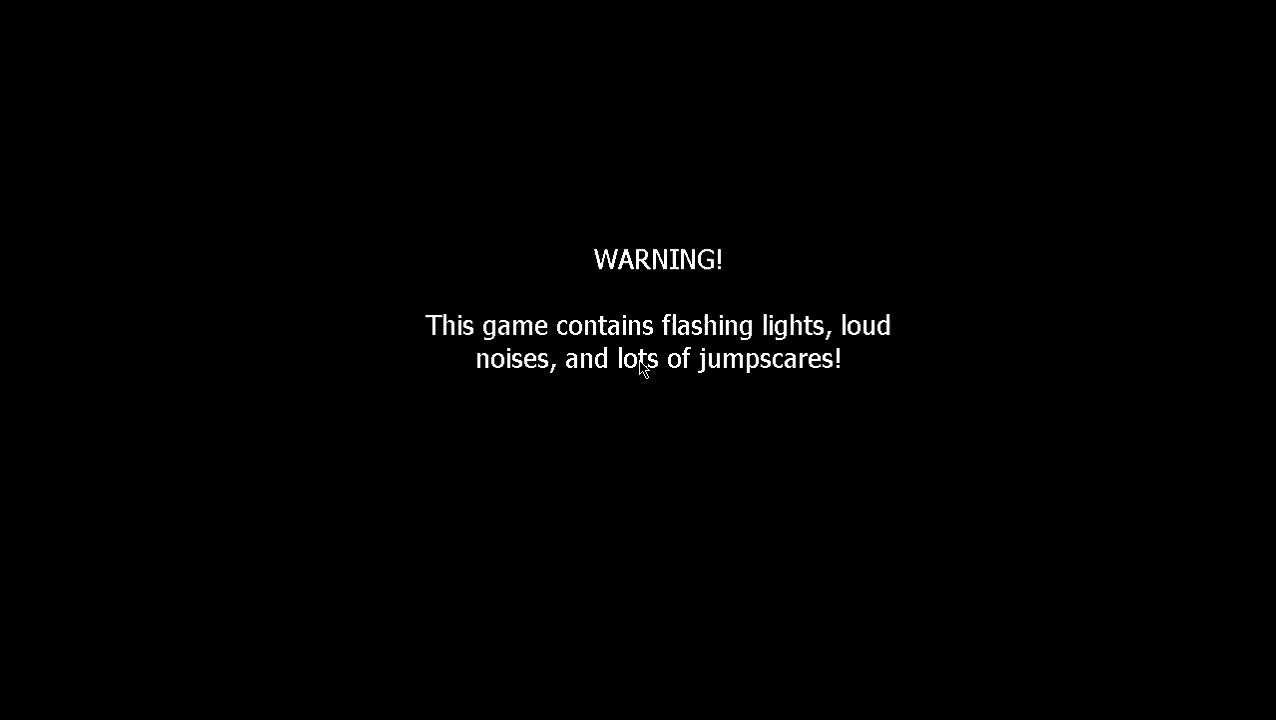 WARNING!
This game contains flashing lights, loud
noises, and lots of jumpscares!